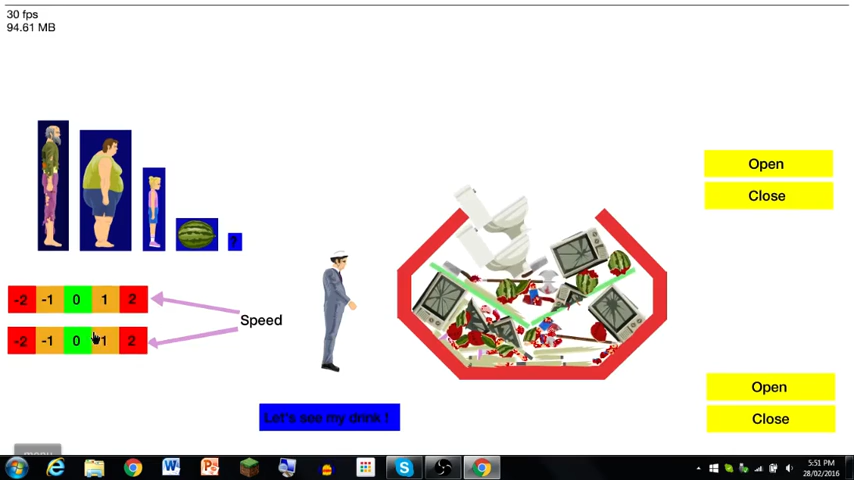 30 fps
94.61 MB
Open
Close
?
-2 -1 0 1 2
Speed
-2 -1 0 1 2
Open
Close
Let's see my drink !
menu
5:51 PM
28/02/2016